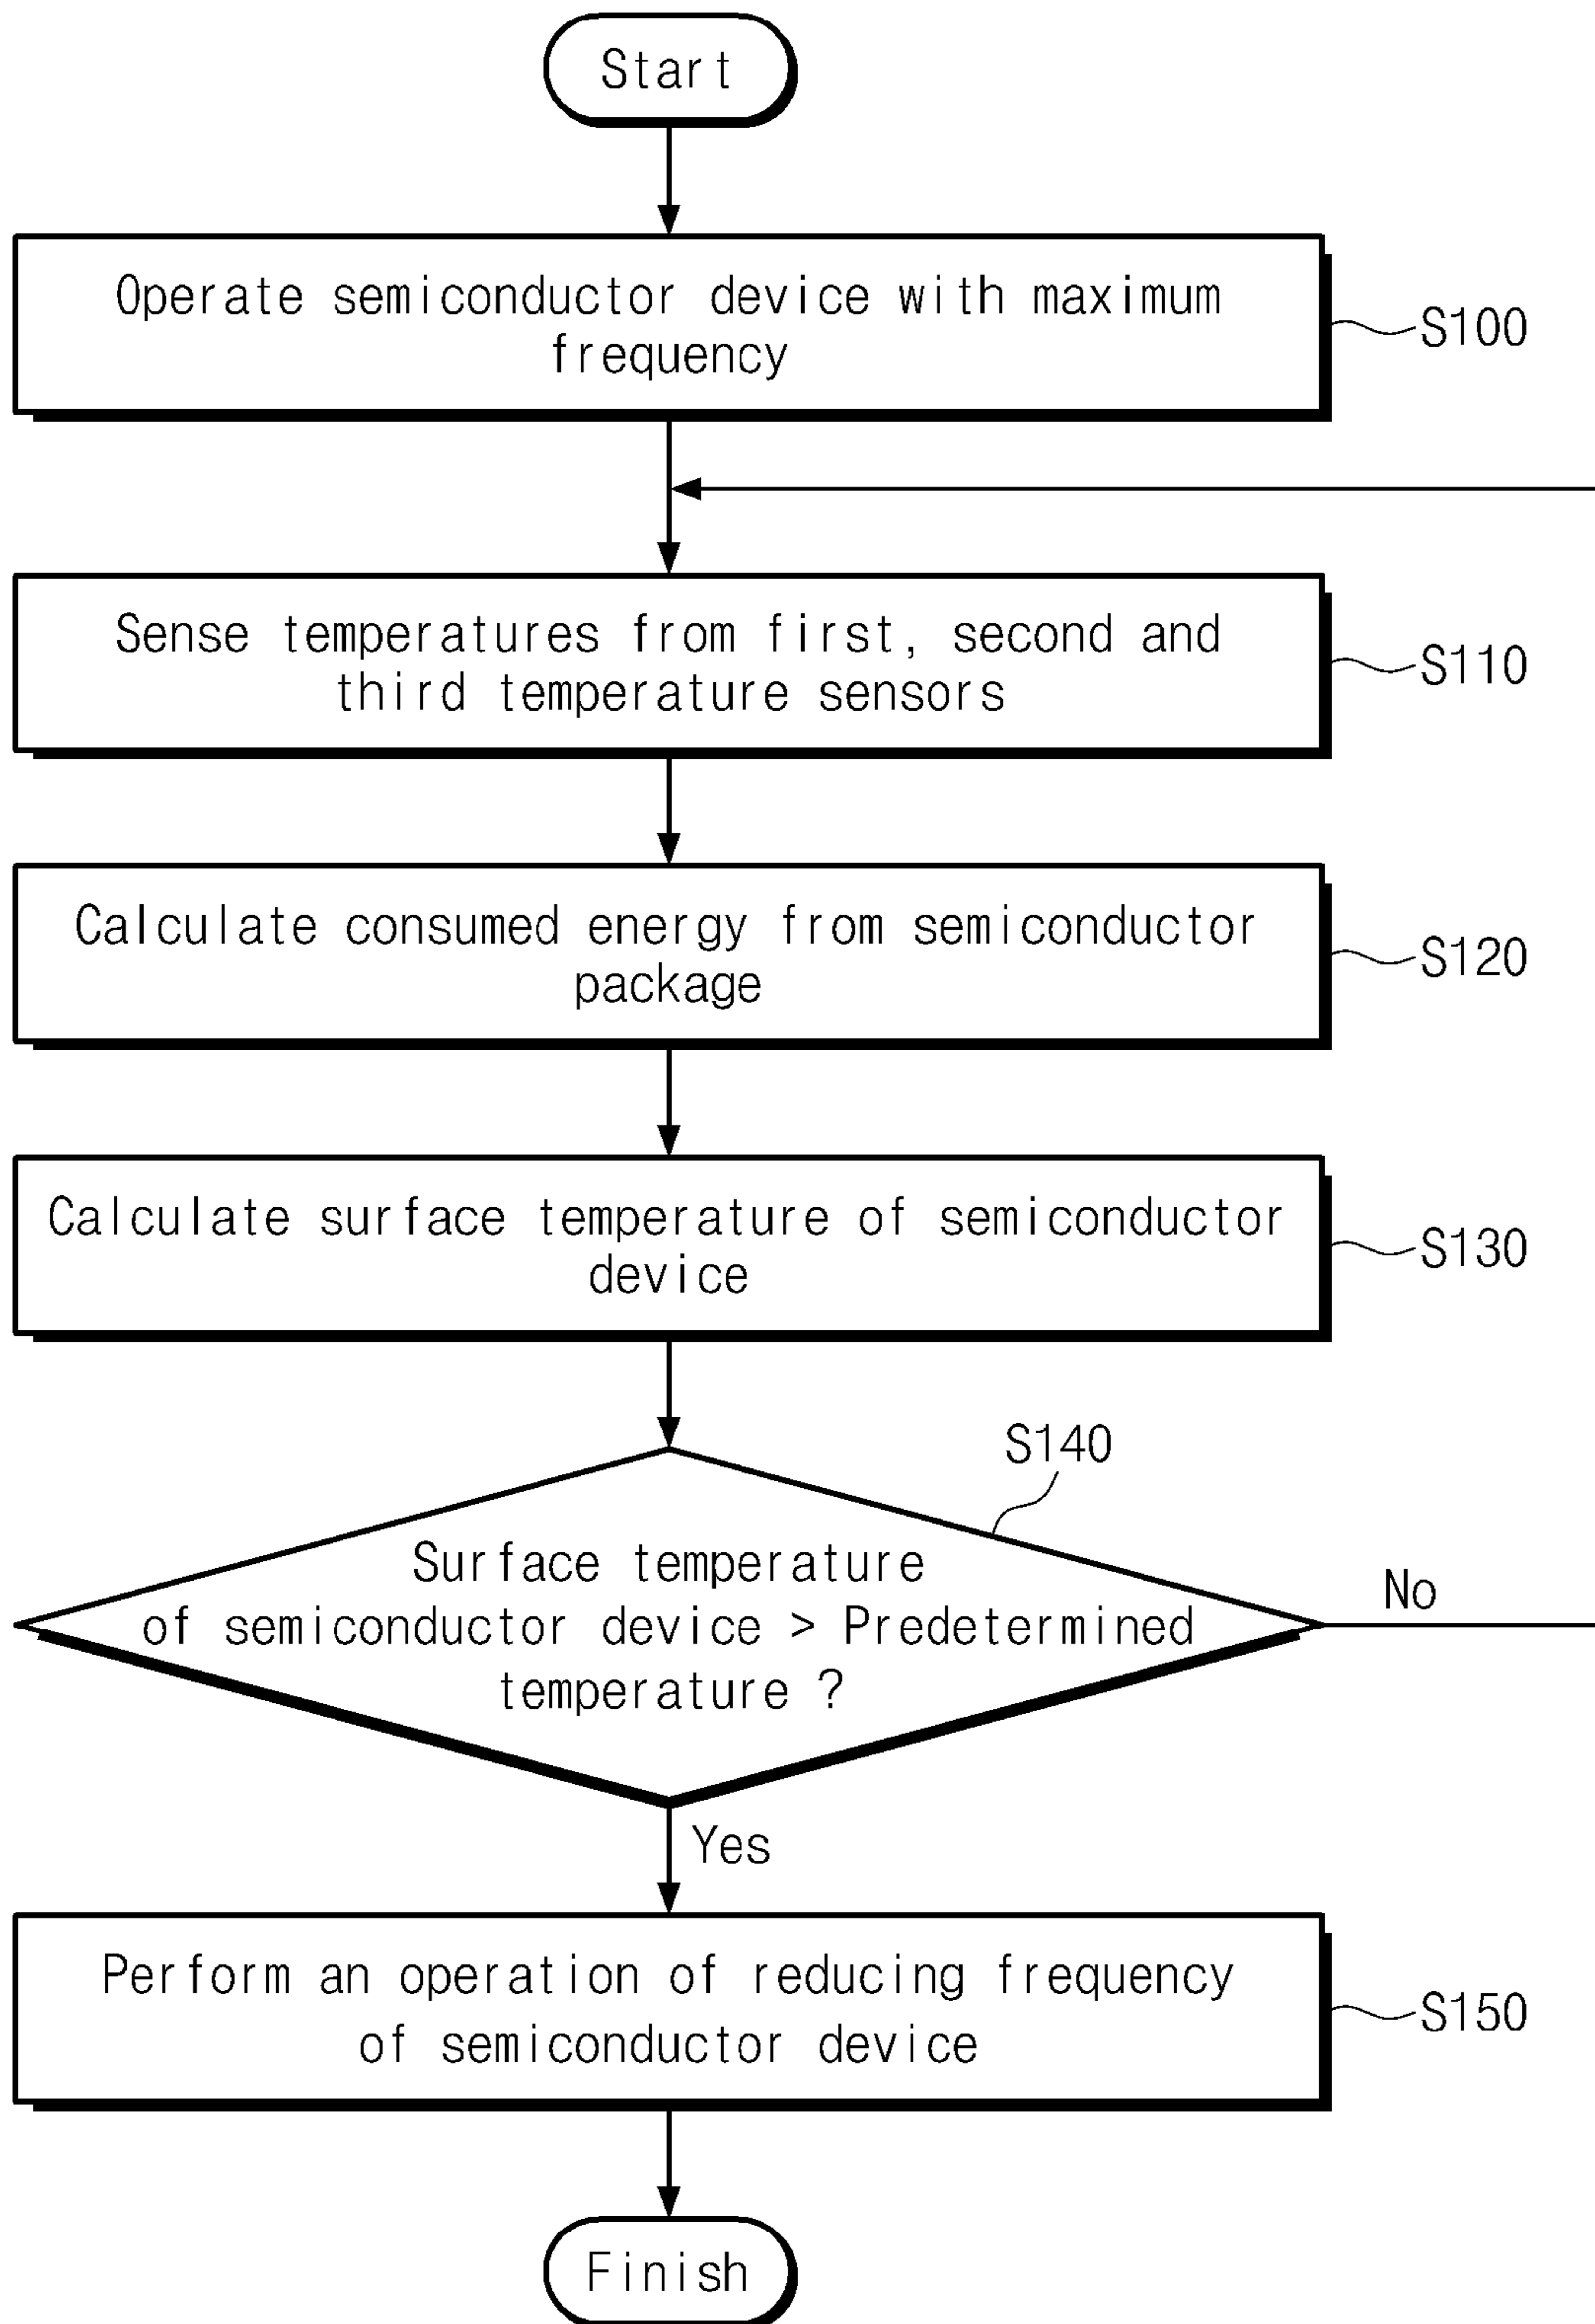 Start
Operate semiconductor device with maximum
frequency
S100
Sense temperatures from first, second and
third temperature sensors
S110
Calculate consumed energy from semiconductor
package
S120
Calculate surface temperature of semiconductor
device
S130
S140
Surface temperature
of semiconductor device > Predetermined
temperature ?
No
Yes
Perform an operation of reducing frequency
of semiconductor device
S150
Finish